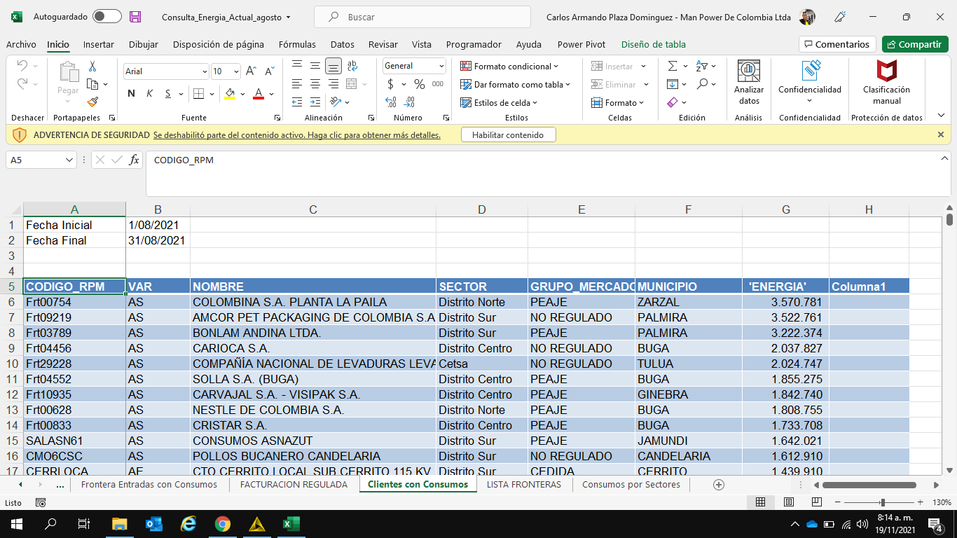 Autoguardado
Consulta_Energia_Actual_agosto
Buscar
Carlos Armando Plaza Dominguez - Man Power De Colombia Ltda
Archivo Inicio Insertar Dibujar Disposición de página Fórmulas Datos Revisar Vista Programador Ayuda Power Pivot Diseño de tabla
Comentarios Compartir
Arial 10 A A General Formato condicional Insertar
Pegar N K S A $ % 000 Dar formato como tabla Eliminar Analizar datos Confidencialidad Clasificación manual
Estilos de celda Formato
Deshacer Portapapeles Fuente Alineación Número Estilos Celdas Edición Análisis Confidencialidad Protección de datos
ADVERTENCIA DE SEGURIDAD Se deshabilitó parte del contenido activo. Haga clic para obtener más detalles. Habilitar contenido
A5 fx CODIGO_RPM
A B C D E F G H
1 Fecha Inicial 1/08/2021
2 Fecha Final 31/08/2021
3
4
5 CODIGO_RPM VAR NOMBRE SECTOR GRUPO_MERCADO MUNICIPIO 'ENERGIA' Columna1
6 Frt00754 AS COLOMBINA S.A. PLANTA LA PAILA Distrito Norte PEAJE ZARZAL 3.570.781
7 Frt09219 AS AMCOR PET PACKAGING DE COLOMBIA S.A Distrito Sur NO REGULADO PALMIRA 3.522.761
8 Frt03789 AS BONLAM ANDINA LTDA. Distrito Sur PEAJE PALMIRA 3.222.374
9 Frt04456 AS CARIOCA S.A. Distrito Centro NO REGULADO BUGA 2.037.827
10 Frt29228 AS COMPAÑÍA NACIONAL DE LEVADURAS LEVA Cetsa NO REGULADO TULUA 2.024.747
11 Frt04552 AS SOLLA S.A. (BUGA) Distrito Centro PEAJE BUGA 1.855.275
12 Frt10935 AS CARVAJAL S.A. - VISIPAK S.A. Distrito Centro PEAJE GINEBRA 1.842.740
13 Frt00628 AS NESTLE DE COLOMBIA S.A. Distrito Norte PEAJE BUGA 1.808.755
14 Frt00833 AS CRISTAR S.A. Distrito Centro PEAJE BUGA 1.733.708
15 SALASN61 AS CONSUMOS ASNAZUT Distrito Sur PEAJE JAMUNDI 1.642.021
16 CMO6CSC AS POLLOS BUCANERO CANDELARIA Distrito Sur NO REGULADO CANDELARIA 1.612.910
17 CERRLOCA AE CTO CERRITO LOCAL SUB CERRITO 115 KV Distrito Sur CEDIDA CERRITO 1.439.910
... Frontera Entradas con Consumos FACTURACION REGULADA Clientes con Consumos LISTA FRONTERAS Consumos por Sectores
Listo 130%
8:14 a. m.
19/11/2021
4